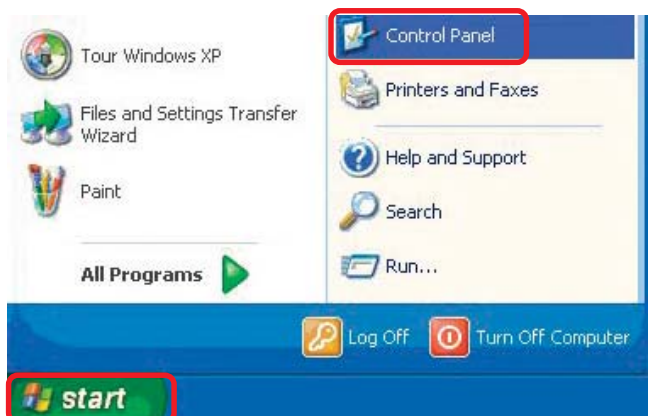 Tour Windows XP
Files and Settings Transfer
Wizard
Paint
All Programs
Control Panel
Printers and Faxes
Help and Support
Search
Run...
Log Off
Turn Off Computer
start